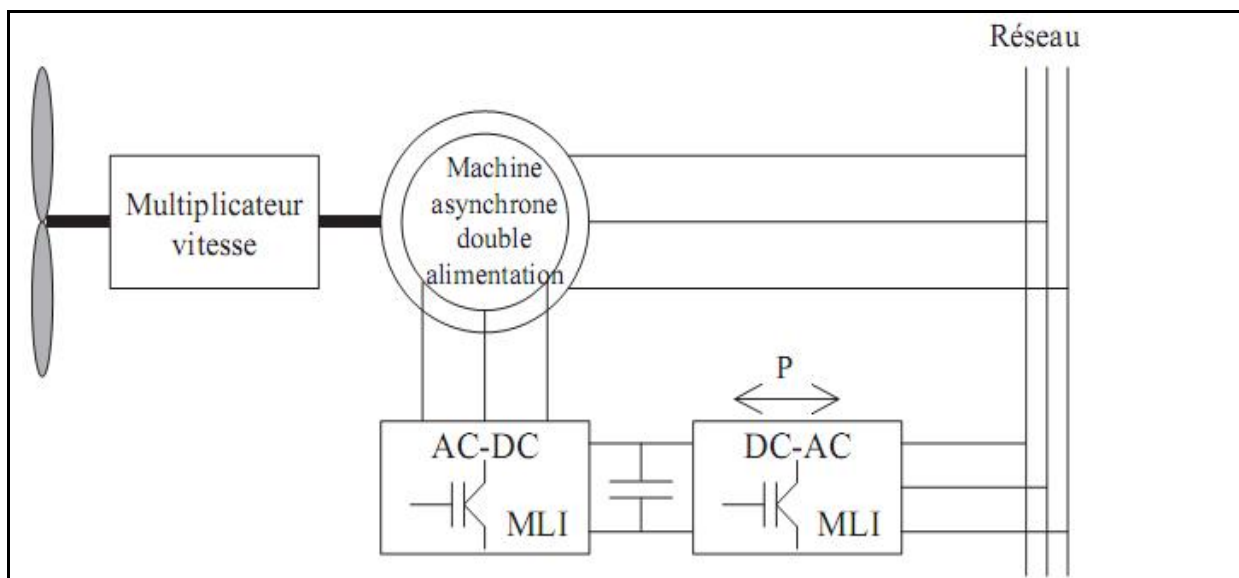 Réseau
Multiplicateur
vitesse
Machine
asynchrone
double
alimentation
P
AC-DC
MLI
DC-AC
MLI